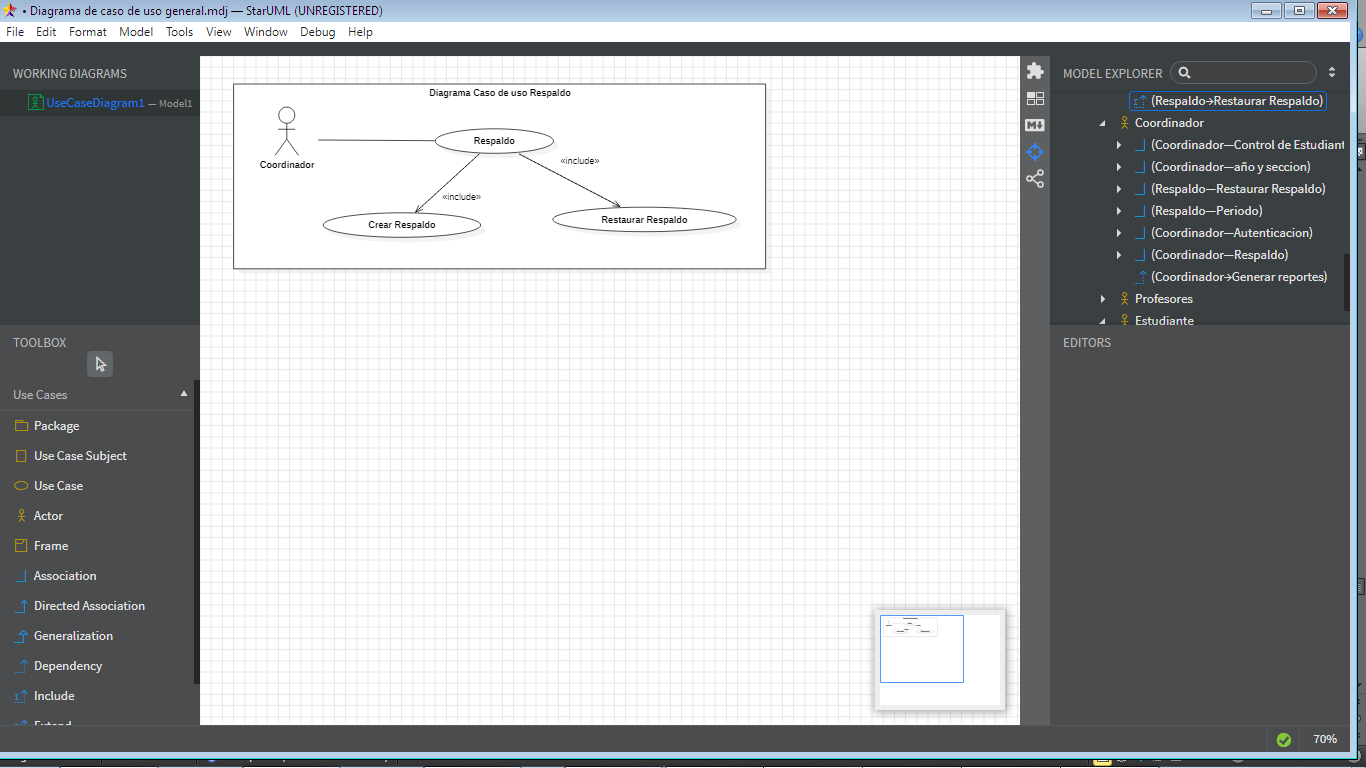 • Diagrama de caso de uso general.mdj — StarUML (UNREGISTERED)
File Edit Format Model Tools View Window Debug Help
WORKING DIAGRAMS
UseCaseDiagram1 — Model1
TOOLBOX
Use Cases
Package
Use Case Subject
Use Case
Actor
Frame
Association
Directed Association
Generalization
Dependency
Include
Extend
Diagrama Caso de uso Respaldo
Coordinador
Respaldo
«include»
«include»
Crear Respaldo
Restaurar Respaldo
MODEL EXPLORER
(Respaldo→Restaurar Respaldo)
Coordinador
(Coordinador—Control de Estudiant
(Coordinador—año y seccion)
(Respaldo—Restaurar Respaldo)
(Respaldo—Periodo)
(Coordinador—Autenticacion)
(Coordinador—Respaldo)
(Coordinador→Generar reportes)
Profesores
Estudiante
EDITORS
70%